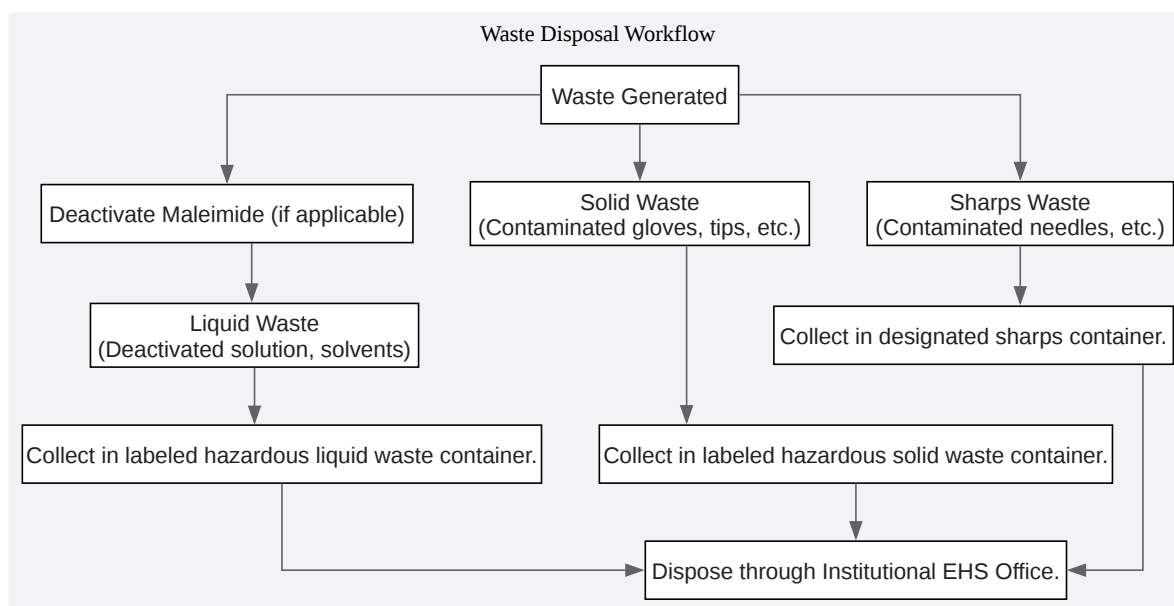 Waste Disposal Workflow
Waste Generated
Deactivate Maleimide (if applicable)
Solid Waste
(Contaminated gloves, tips, etc.)
Sharps Waste
(Contaminated needles, etc.)
Liquid Waste
(Deactivated solution, solvents)
Collect in designated sharps container.
Collect in labeled hazardous liquid waste container.
Collect in labeled hazardous solid waste container.
Dispose through Institutional EHS Office.